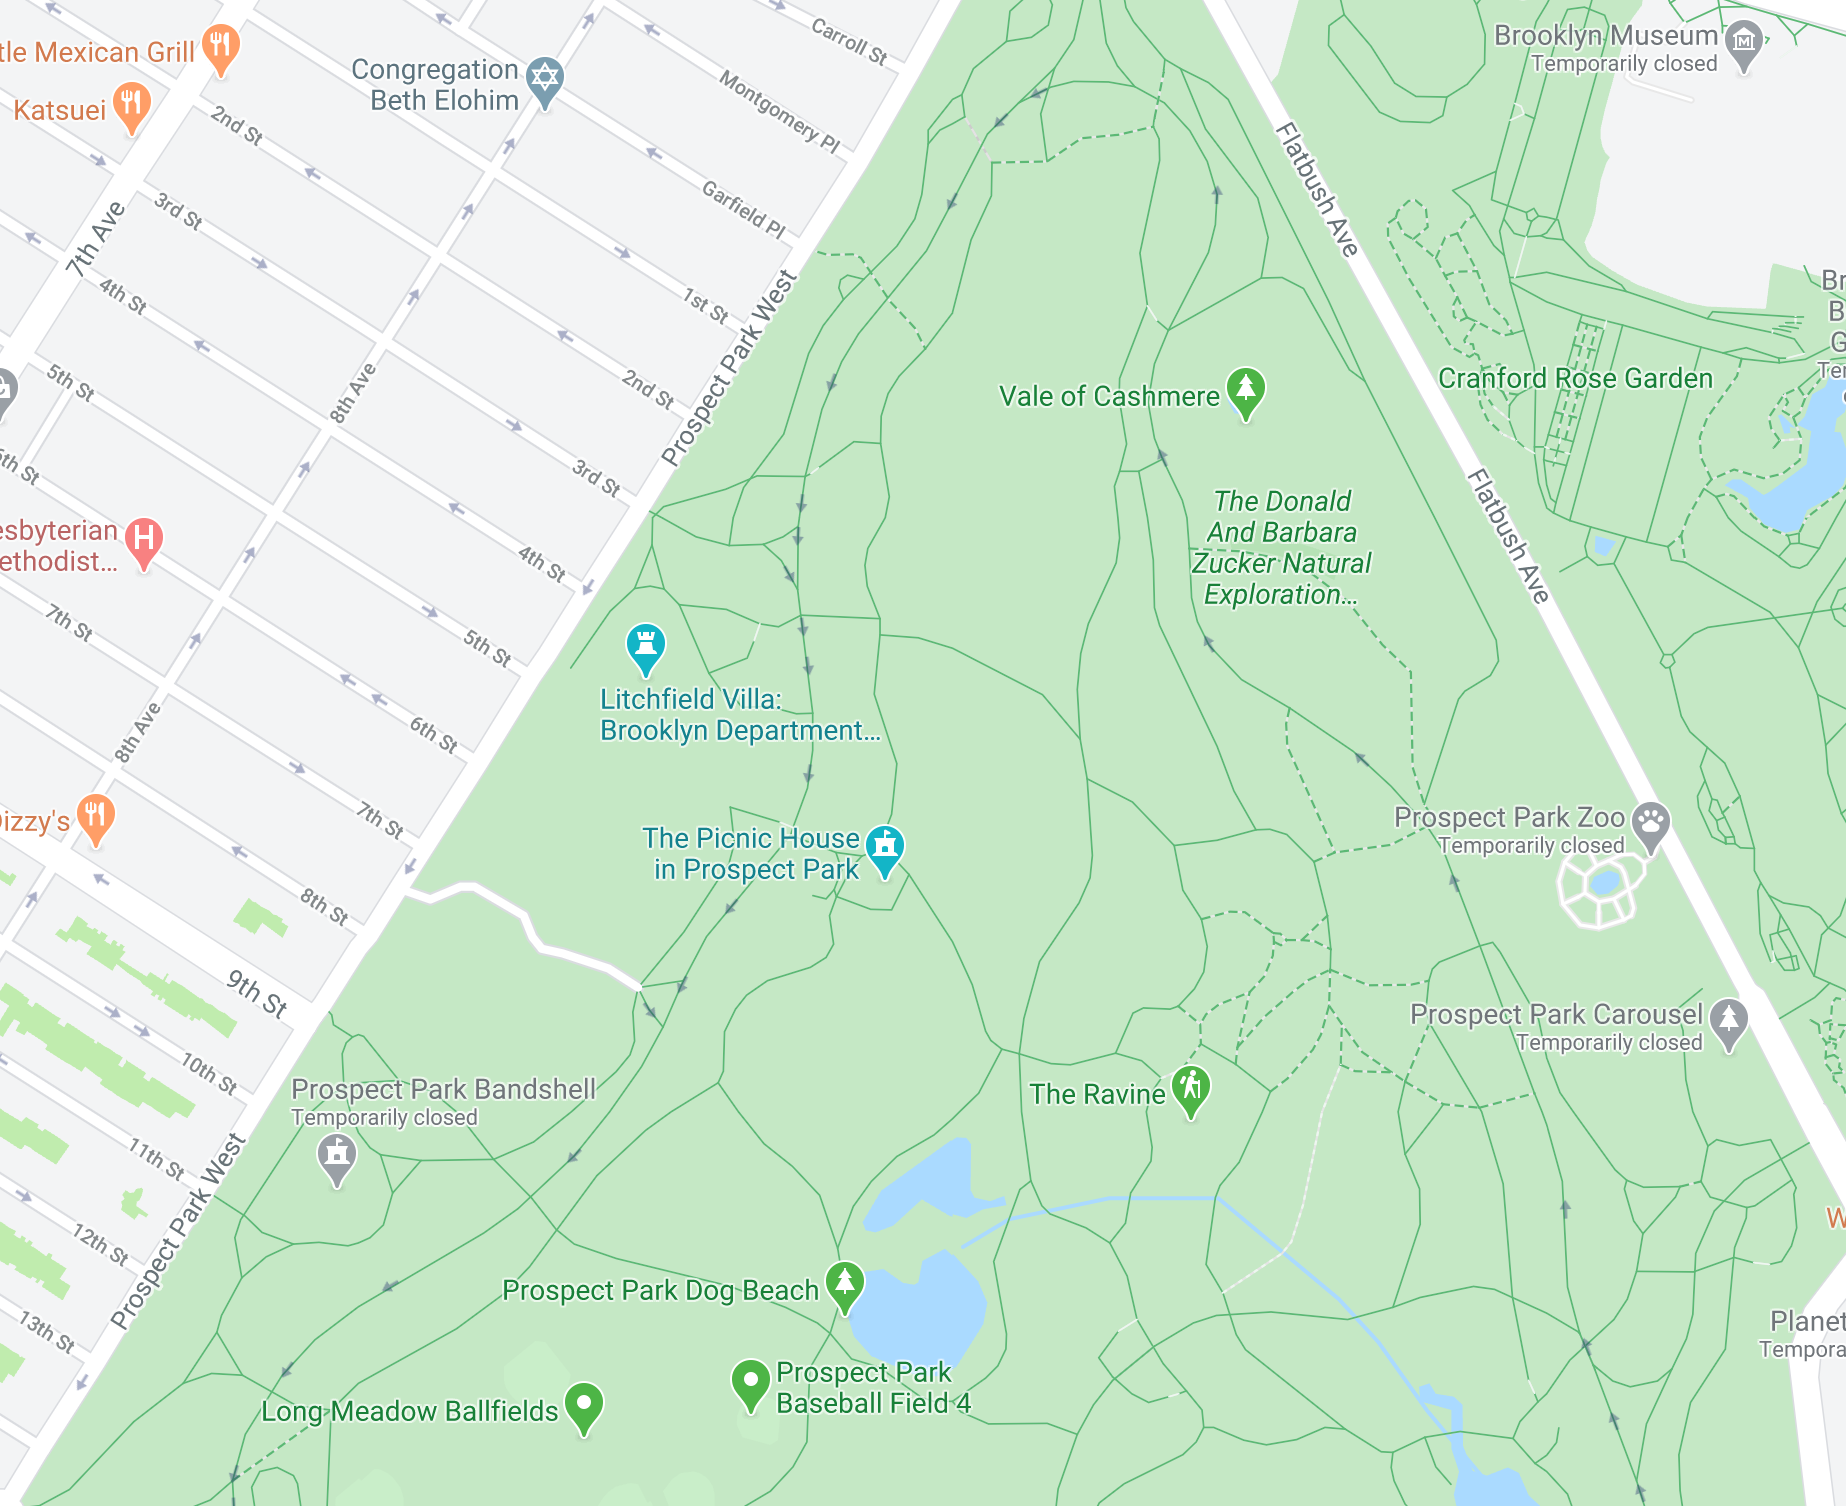 Carroll St
Brooklyn Museum
Temporarily closed
tle Mexican Grill
Congregation
Beth Elohim
Montgomery Pl
Katsuei
2nd St
Flatbush Ave
Garfield Pl
3rd St
7th Ave
4th St
1st St
Prospect Park West
Br
B
G
Ter
5th St
8th Ave
2nd St
Vale of Cashmere
Cranford Rose Garden
6th St
3rd St
The Donald
And Barbara
Zucker Natural
Exploration...
Flatbush Ave
esbyterian
ethodist...
H
4th St
7th St
5th St
Litchfield Villa:
Brooklyn Department...
8th Ave
6th St
izzy's
7th St
Prospect Park Zoo
Temporarily closed
The Picnic House
in Prospect Park
8th St
9th St
Prospect Park Carousel
Temporarily closed
10th St
Prospect Park Bandshell
Temporarily closed
The Ravine
11th St
Prospect Park West
12th St
W
Prospect Park Dog Beach
13th St
Planet
Tempora
Prospect Park
Baseball Field 4
Long Meadow Ballfields